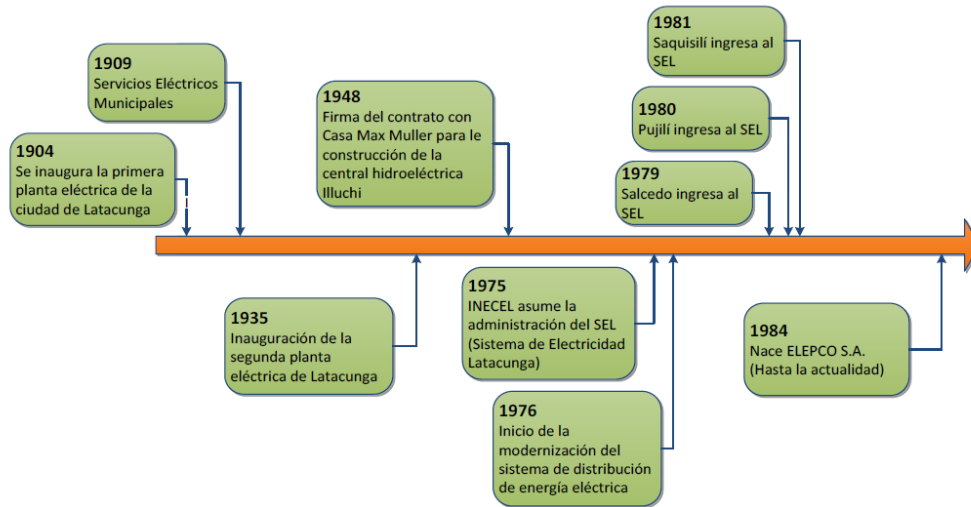 1904
Se inaugura la primera
planta eléctrica de la
ciudad de Latacunga
1909
Servicios Eléctricos
Municipales
1935
Inauguración de la
segunda planta
eléctrica de Latacunga
1948
Firma del contrato con
Casa Max Muller para le
construcción de la
central hidroeléctrica
Illuchi
1975
INECEL asume la
administración del SEL
(Sistema de Electricidad
Latacunga)
1976
Inicio de la
modernización del
sistema de distribución
de energía eléctrica
1979
Salcedo ingresa al
SEL
1980
Pujilí ingresa al SEL
1981
Saquisilí ingresa al
SEL
1984
Nace ELEPCO S.A.
(Hasta la actualidad)